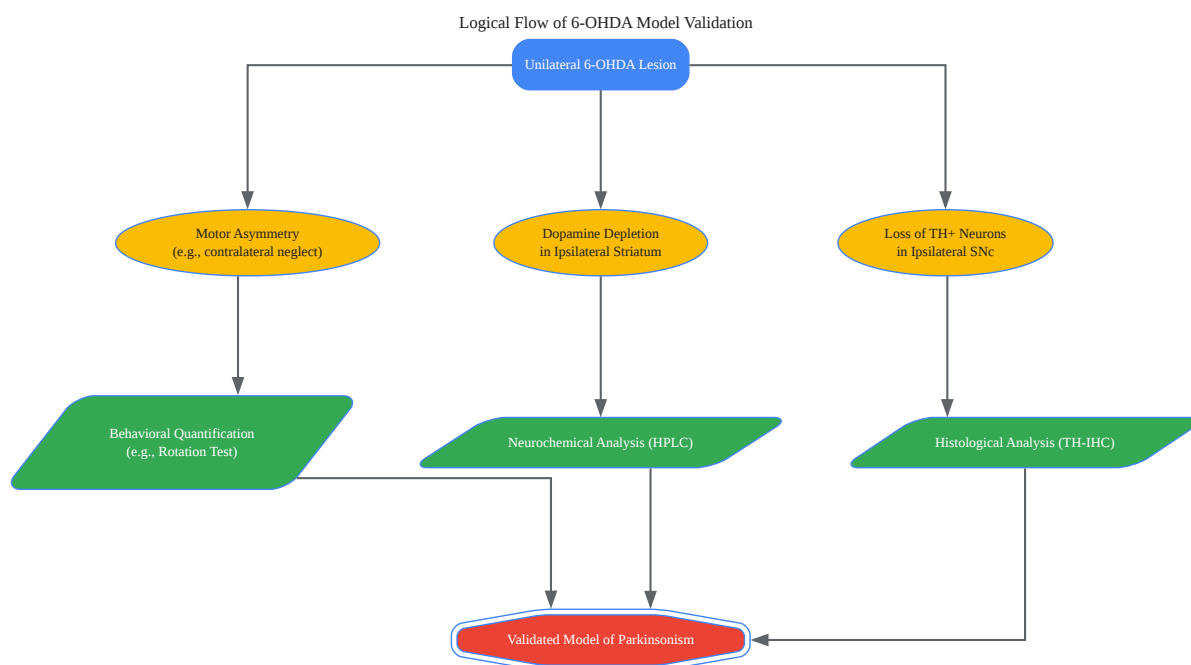 Logical Flow of 6-OHDA Model Validation
Unilateral 6-OHDA Lesion
Motor Asymmetry
(e.g., contralateral neglect)
Dopamine Depletion
in Ipsilateral Striatum
Loss of TH+ Neurons
in Ipsilateral SNc
Behavioral Quantification
(e.g., Rotation Test)
Neurochemical Analysis (HPLC)
Histological Analysis (TH-IHC)
Validated Model of Parkinsonism